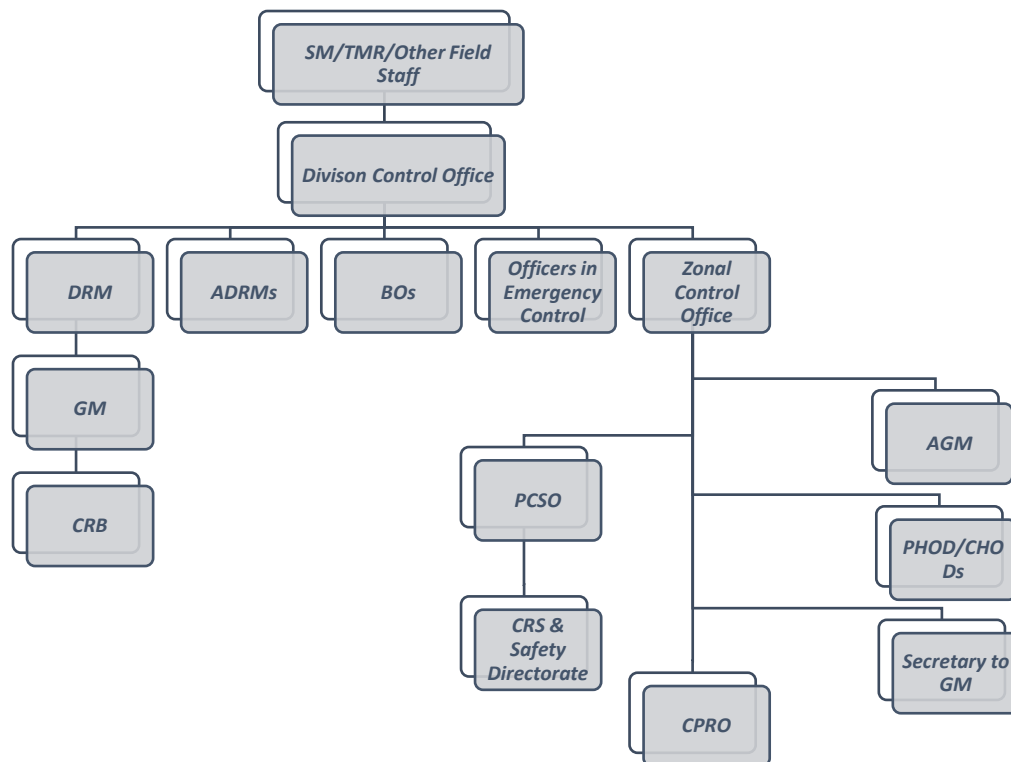 SM/TMR/Other Field
Staff
Divison Control Office
DRM
ADRMs
BOs
Officers in
Emergency
Control
Zonal
Control
Office
GM
AGM
PCSO
CRB
PHOD/CHO
Ds
CRS &
Safety
Directorate
Secretary to
GM
CPRO